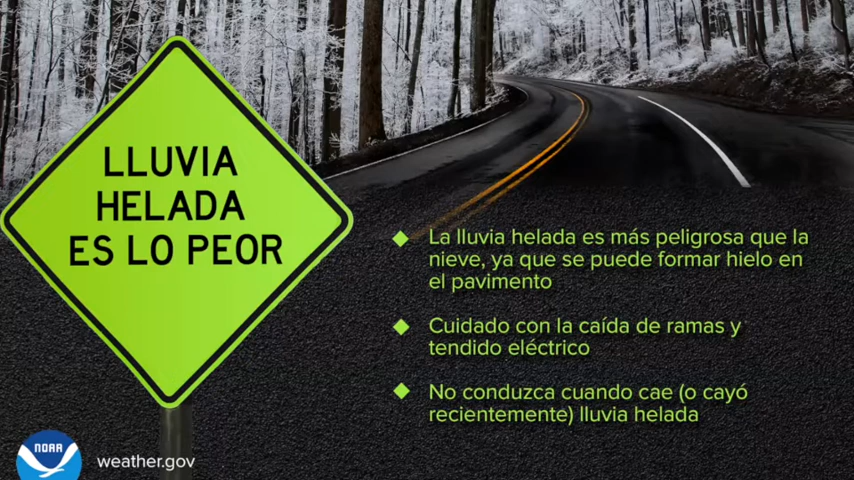 LLUVIA
HELADA
ES LO PEOR
La lluvia helada es más peligrosa que la
nieve, ya que se puede formar hielo en
el pavimento
Cuidado con la caída de ramas y
tendido eléctrico
No conduzca cuando cae (o cayó
recientemente) lluvia helada
NOAA
weather.gov